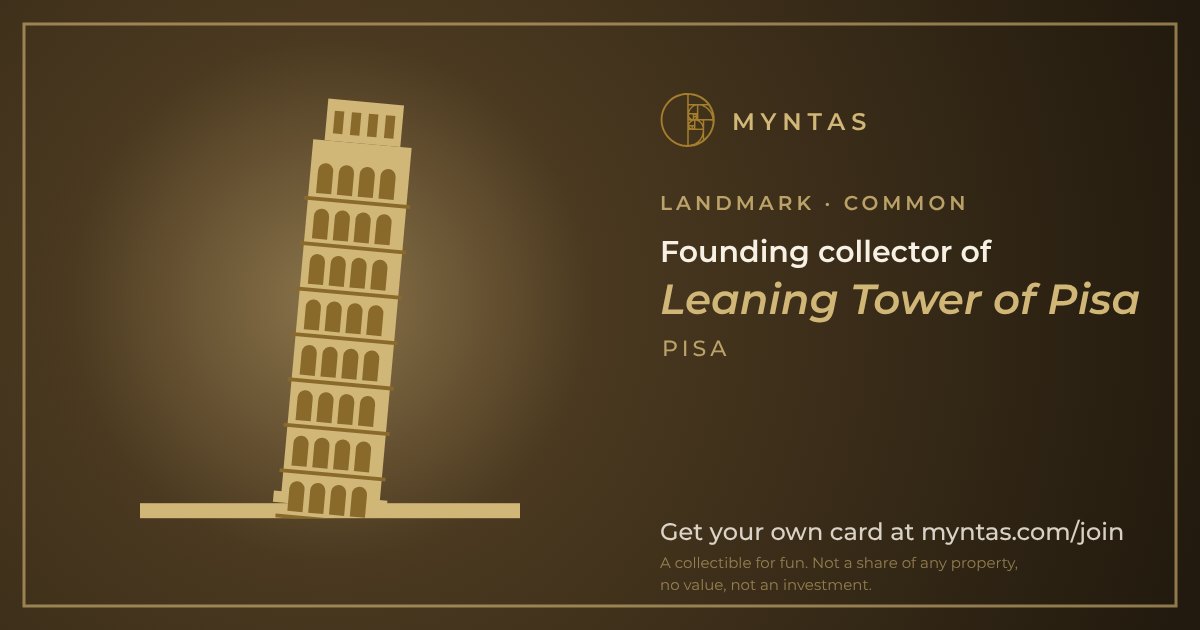 MYNTAS
LANDMARK · COMMON
Founding collector of
Leaning Tower of Pisa
PISA
Get your own card at myntas.com/join
A collectible for fun. Not a share of any property,
no value, not an investment.